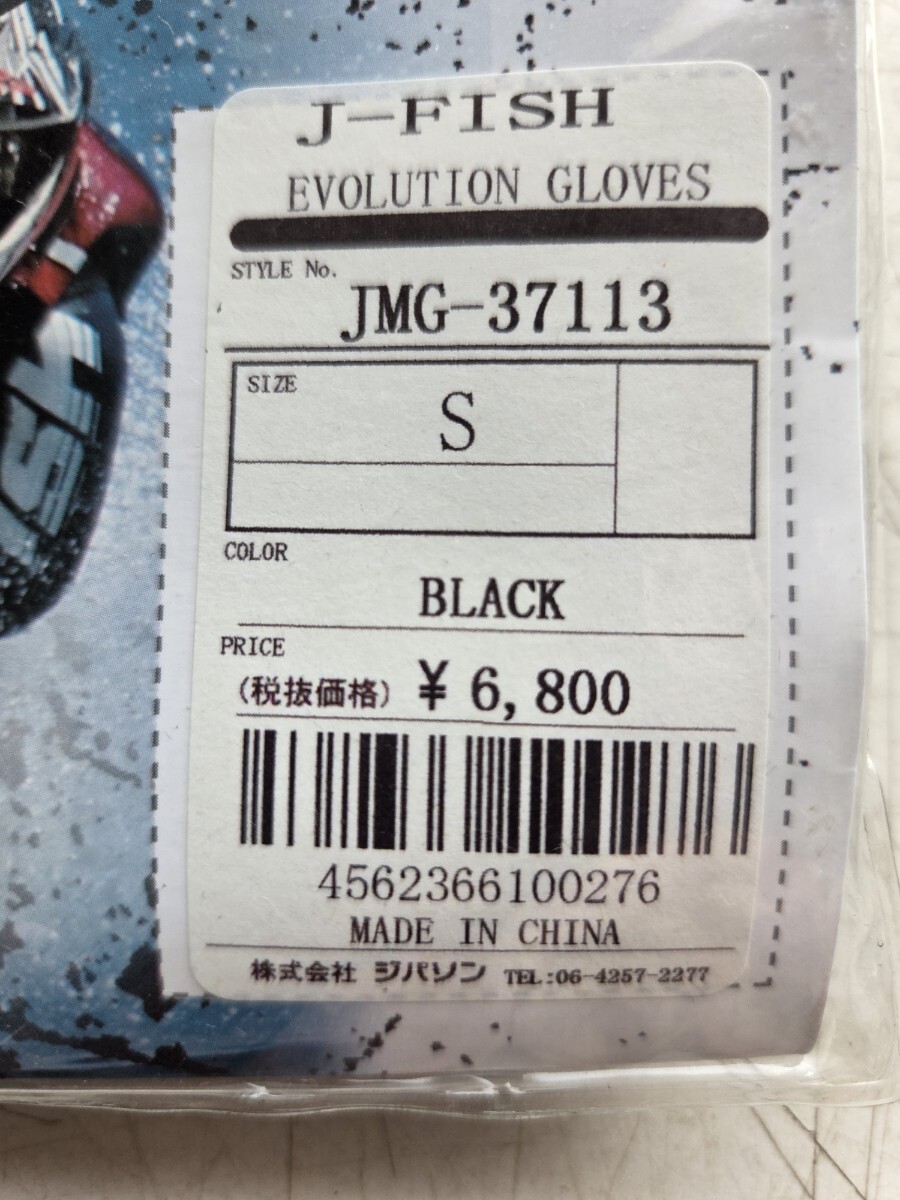 J-FISH
EVOLUTION GLOVES
STYLE No.
JMG-37113
SIZE
S
COLOR
BLACK
PRICE
(税抜価格) ¥ 6,800
4562366100276
MADE IN CHINA
株式会社 ジパソン TEL:06-4257-2277